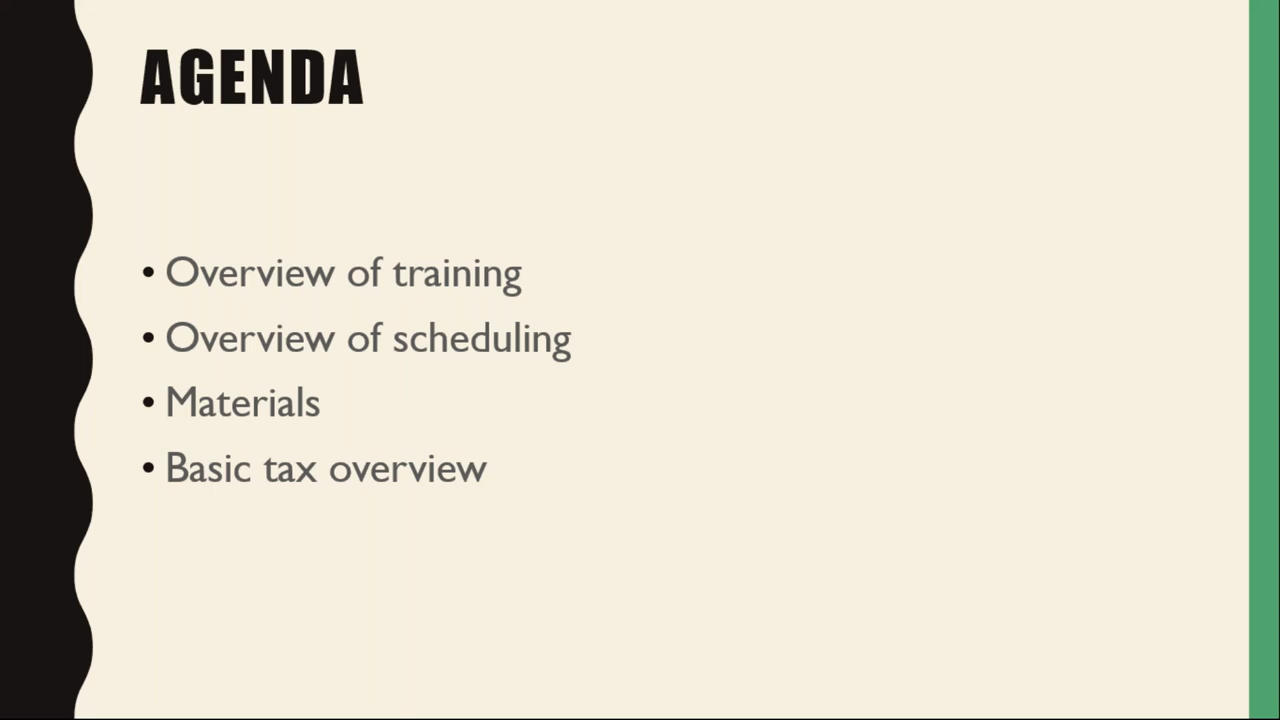 AGENDA
• Overview of training
• Overview of scheduling
• Materials
• Basic tax overview